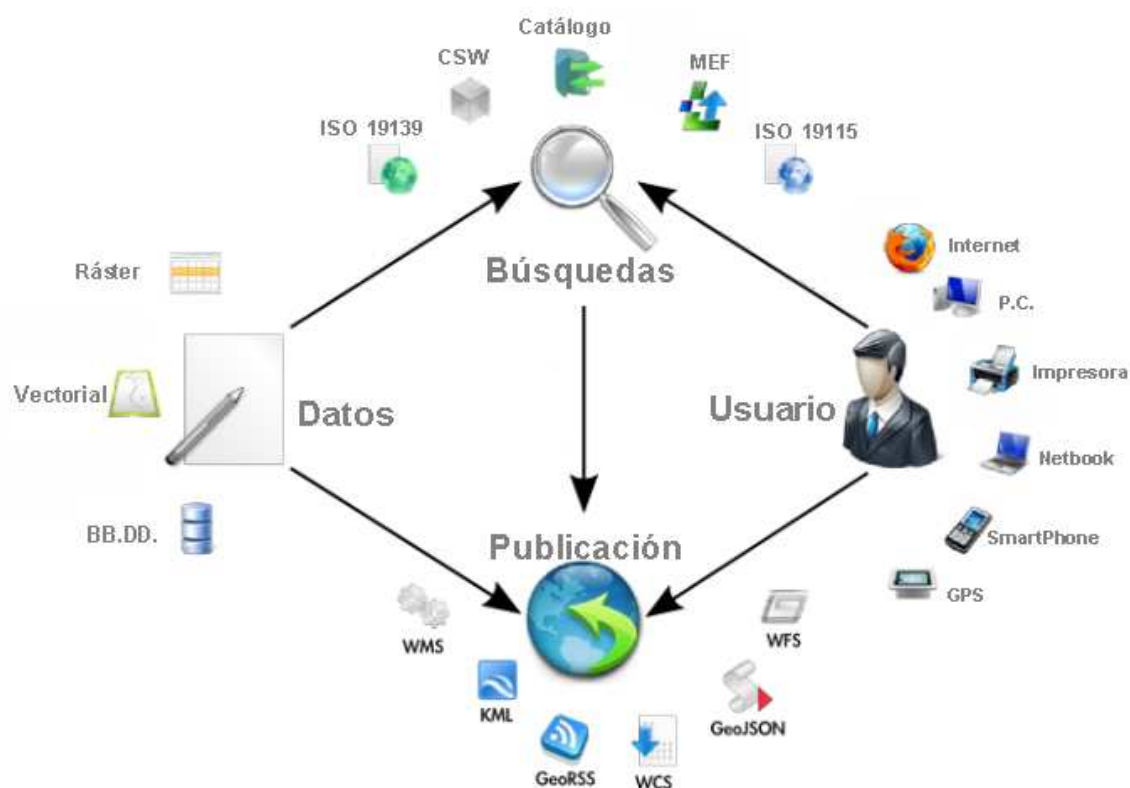 Catálogo
CSW
MEF
ISO 19139
ISO 19115
Internet
Búsquedas
Ráster
P.C.
Impresora
Vectorial
Datos
Usuario
Netbook
BB.DD.
SmartPhone
Publicación
GPS
WMS
WFS
KML
GeoJSON
GeoRSS
WCS